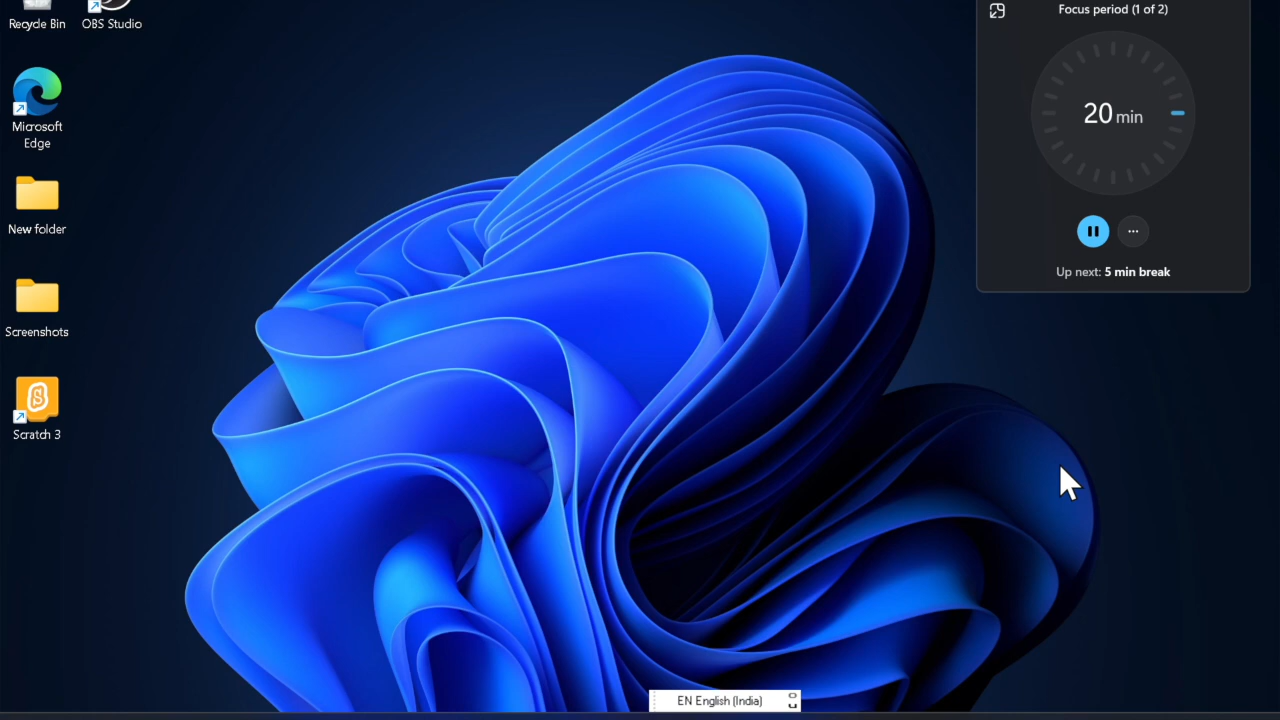 Recycle Bin
OBS Studio
Microsoft
Edge
New folder
Screenshots
Scratch 3
Focus period (1 of 2)
20 min
Up next: 5 min break
EN English (India)